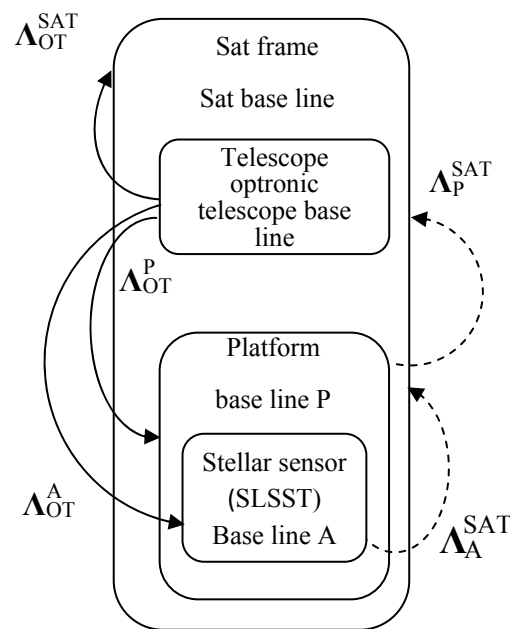 Λ_OT^SAT
Sat frame
Sat base line
Telescope
optronic
telescope base
line
Λ_P^SAT
Λ_OT^P
Platform
base line P
Stellar sensor
(SLSST)
Base line A
Λ_OT^A
Λ_A^SAT